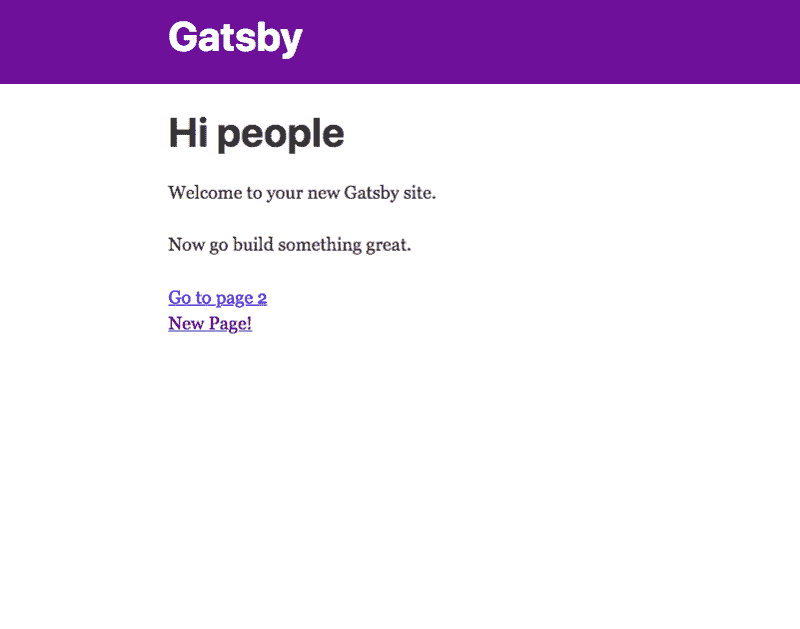 Gatsby
Hi people
Welcome to your new Gatsby site.
Now go build something great.
Go to page 2
New Page!